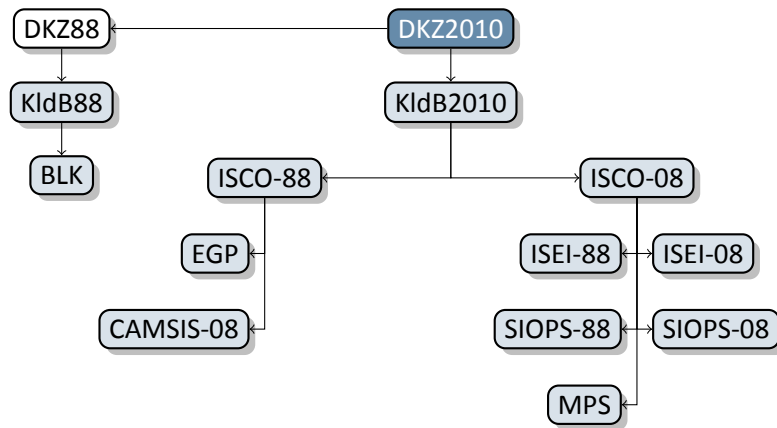 DKZ88
DKZ2010
KldB88
KldB2010
BLK
ISCO-88
ISCO-08
EGP
ISEI-88
ISEI-08
CAMSIS-08
SIOPS-88
SIOPS-08
MPS